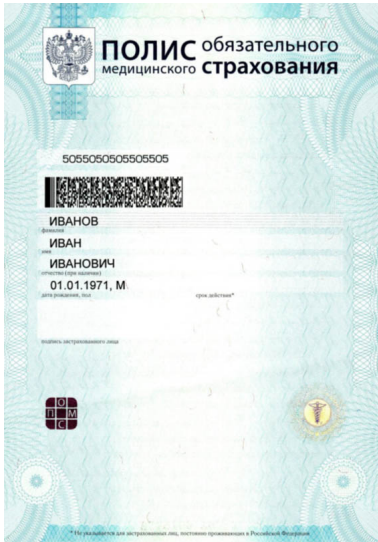 ПОЛИС обязательного
медицинского страхования
5055050505505505
ИВАНОВ
фамилия
ИВАН
имя
ИВАНОВИЧ
отчество (при наличии)
01.01.1971, М
дата рождения, пол
срок действия*
подпись застрахованного лица
О
П М
С
* Не указывается для застрахованных лиц, постоянно проживающих в Российской Федерации